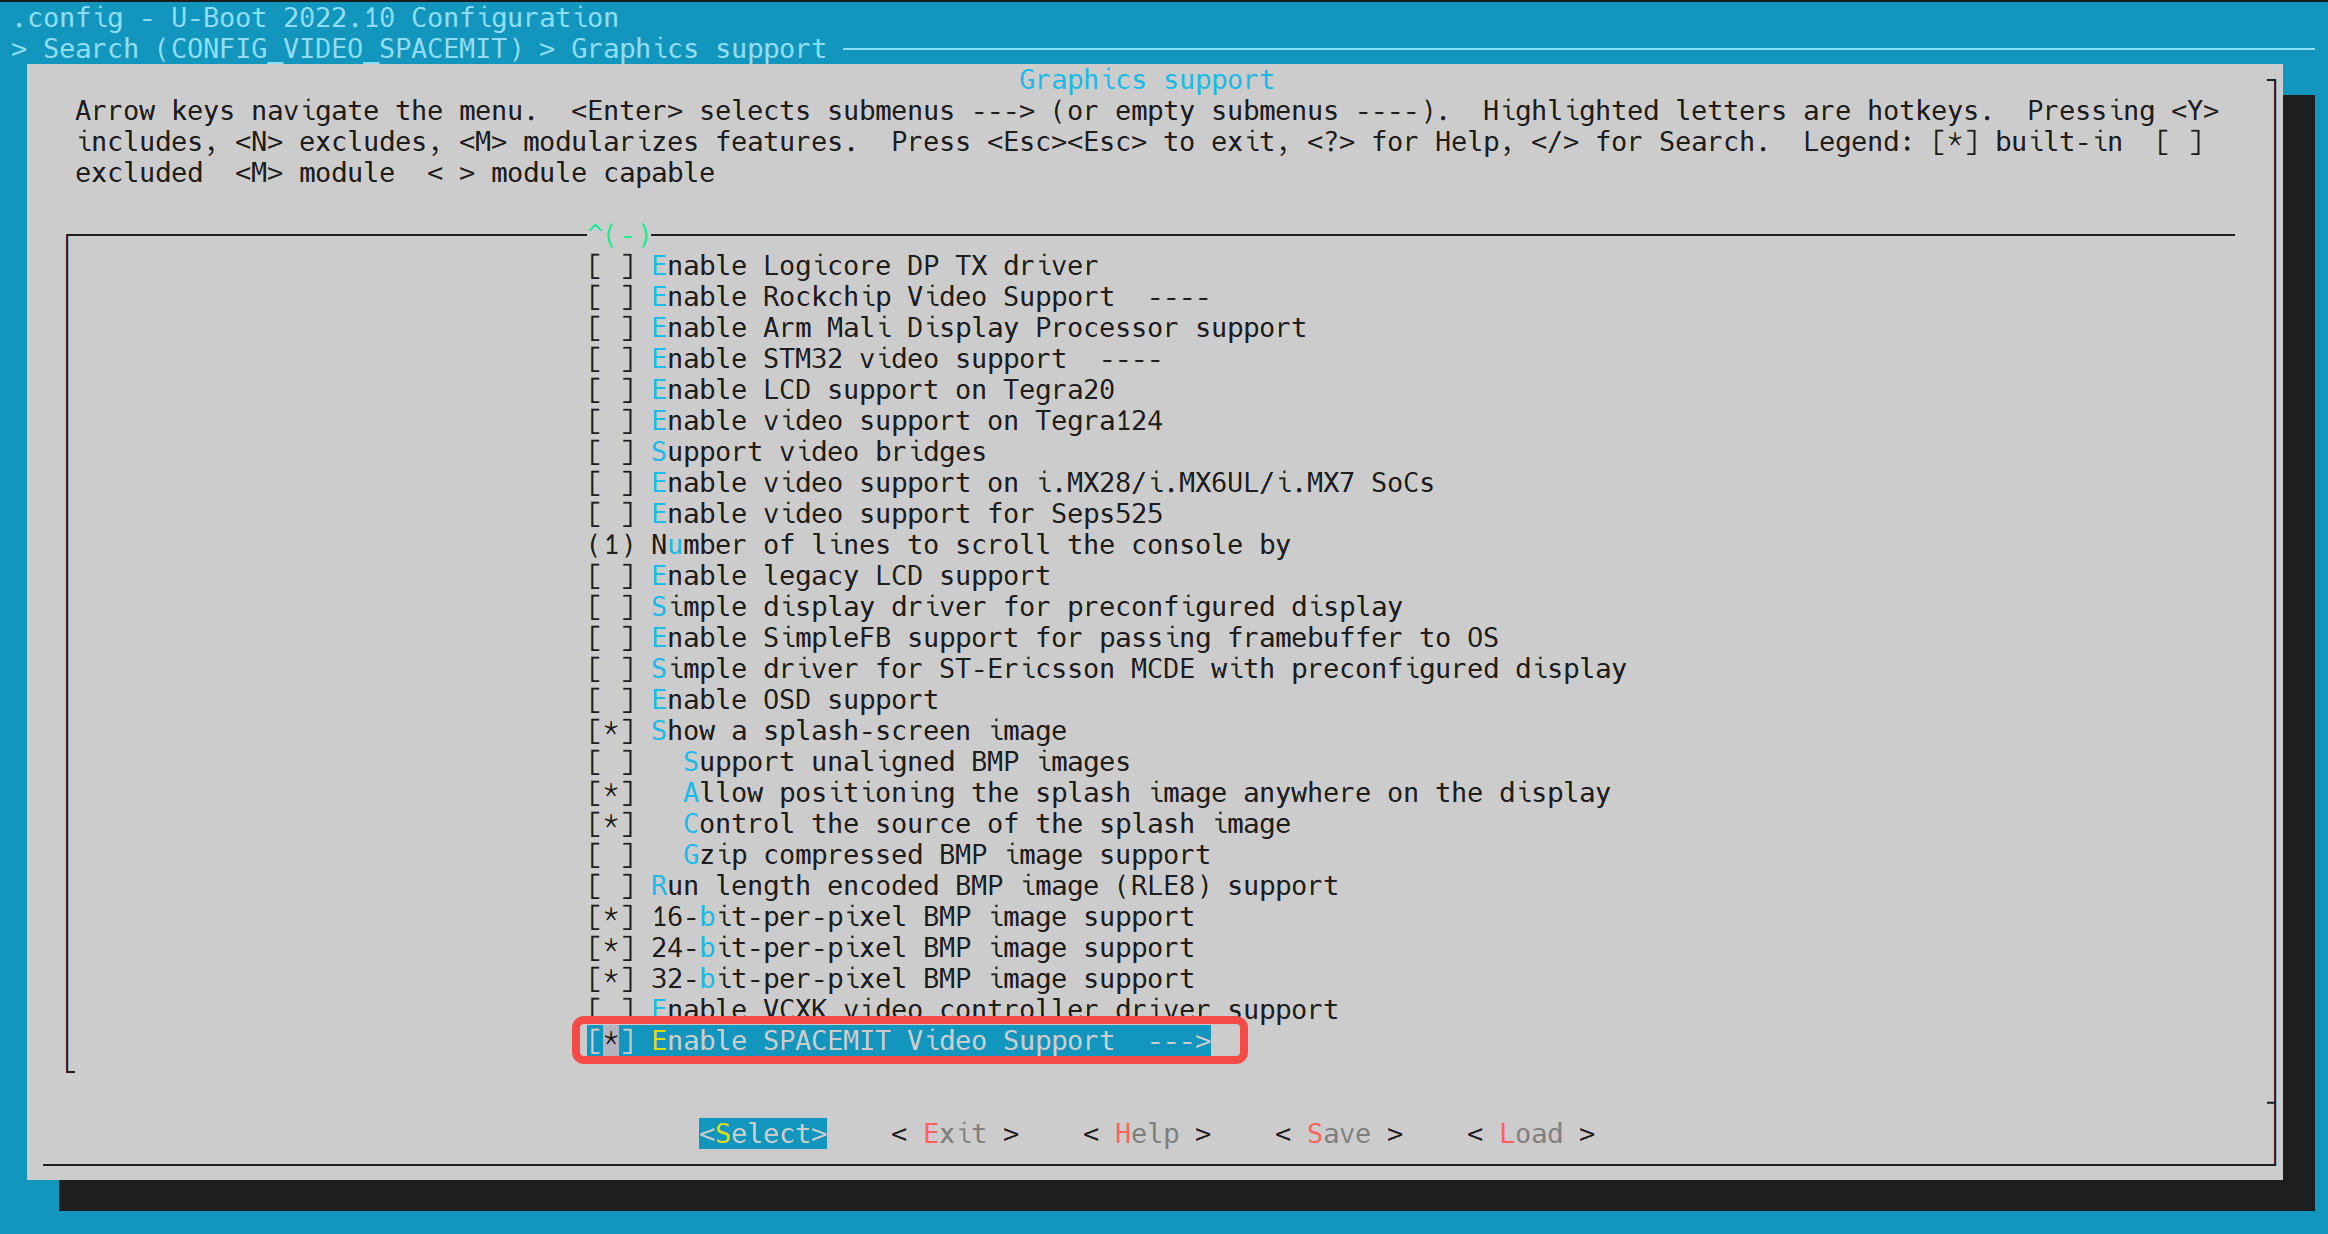 .config - U-Boot 2022.10 Configuration
> Search (CONFIG_VIDEO_SPACEMIT) > Graphics support
Graphics support
Arrow keys navigate the menu.  <Enter> selects submenus ---> (or empty submenus ----).  Highlighted letters are hotkeys.  Pressing <Y>
includes, <N> excludes, <M> modularizes features.  Press <Esc><Esc> to exit, <?> for Help, </> for Search.  Legend: [*] built-in  [ ]
excluded  <M> module  < > module capable
^(-)
[ ] Enable Logicore DP TX driver
[ ] Enable Rockchip Video Support  ----
[ ] Enable Arm Mali Display Processor support
[ ] Enable STM32 video support  ----
[ ] Enable LCD support on Tegra20
[ ] Enable video support on Tegra124
[ ] Support video bridges
[ ] Enable video support on i.MX28/i.MX6UL/i.MX7 SoCs
[ ] Enable video support for Seps525
(1) Number of lines to scroll the console by
[ ] Enable legacy LCD support
[ ] Simple display driver for preconfigured display
[ ] Enable SimpleFB support for passing framebuffer to OS
[ ] Simple driver for ST-Ericsson MCDE with preconfigured display
[ ] Enable OSD support
[*] Show a splash-screen image
[ ]   Support unaligned BMP images
[*]   Allow positioning the splash image anywhere on the display
[*]   Control the source of the splash image
[ ]   Gzip compressed BMP image support
[ ] Run length encoded BMP image (RLE8) support
[*] 16-bit-per-pixel BMP image support
[*] 24-bit-per-pixel BMP image support
[*] 32-bit-per-pixel BMP image support
[ ] Enable VCXK video controller driver support
[*] Enable SPACEMIT Video Support  --->
<Select>    < Exit >    < Help >    < Save >    < Load >